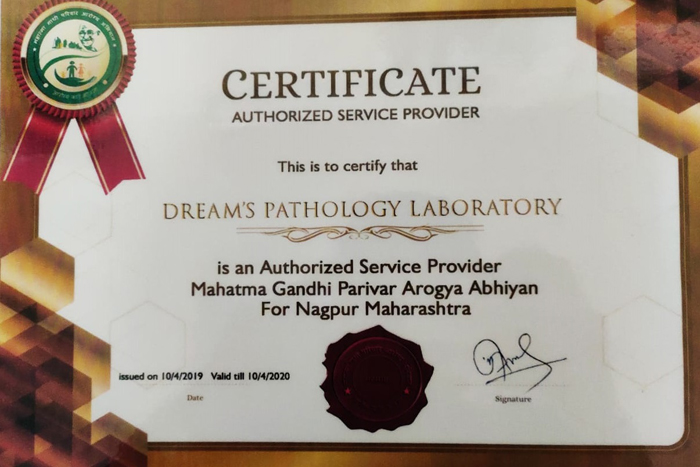 CERTIFICATE
AUTHORIZED SERVICE PROVIDER
This is to certify that
DREAM'S PATHOLOGY LABORATORY
is an Authorized Service Provider
Mahatma Gandhi Parivar Arogya Abhiyan
For Nagpur Maharashtra
issued on 10/4/2019 Valid till 10/4/2020
Date
Signature